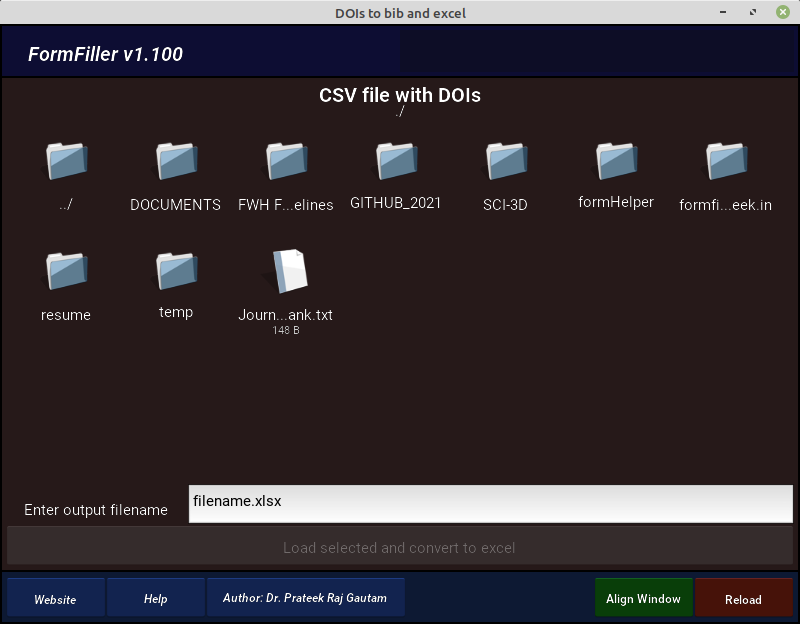 DOIs to bib and excel
FormFiller v1.100
CSV file with DOIs
./
../
DOCUMENTS
FWH F...elines
GITHUB_2021
SCI-3D
formHelper
formfi...eek.in
resume
temp
Journ...ank.txt
148 B
Enter output filename
filename.xlsx
Load selected and convert to excel
Website
Help
Author: Dr. Prateek Raj Gautam
Align Window
Reload